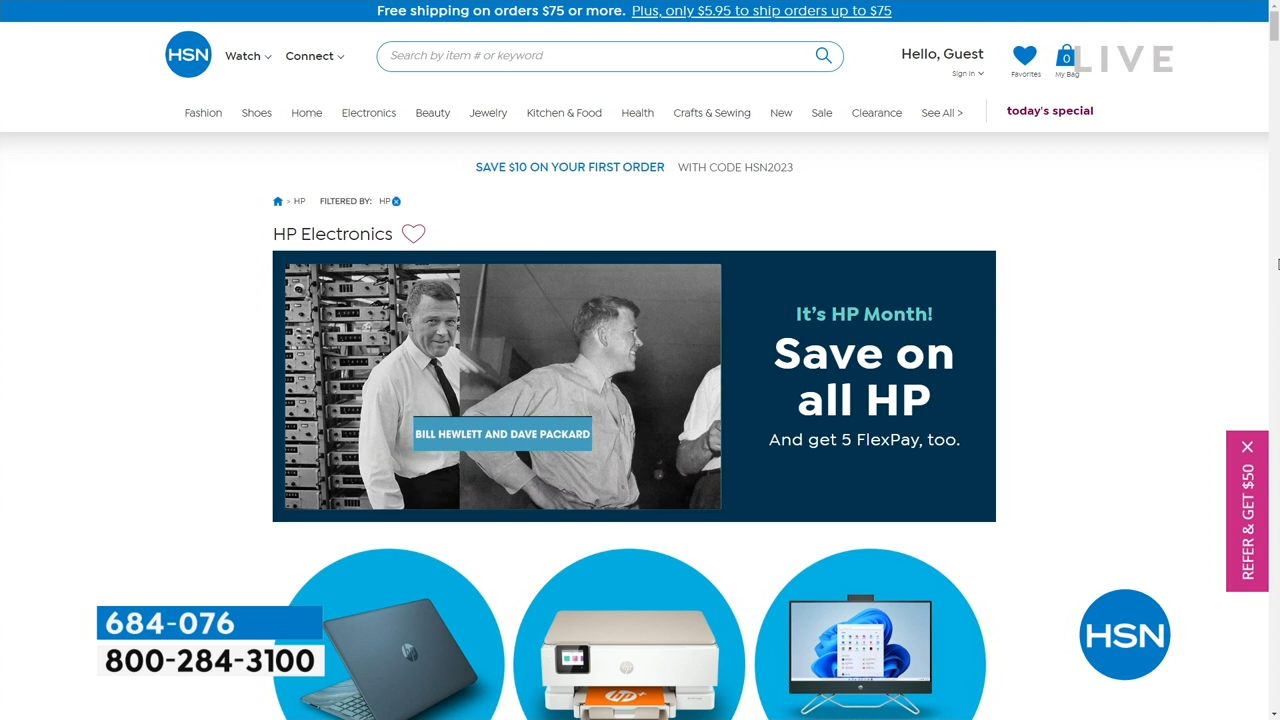 Free shipping on orders $75 or more. Plus, only $5.95 to ship orders up to $75
HSN
Watch
Connect
Search by item # or keyword
Hello, Guest
Sign in
Favorites
0
My Bag
LIVE
Fashion Shoes Home Electronics Beauty Jewelry Kitchen & Food Health Crafts & Sewing New Sale Clearance See All > today's special
SAVE $10 ON YOUR FIRST ORDER WITH CODE HSN2023
> HP FILTERED BY: HP
HP Electronics
It's HP Month!
Save on
all HP
And get 5 FlexPay, too.
BILL HEWLETT AND DAVE PACKARD
REFER & GET $50
684-076
800-284-3100
hp
hp
HSN